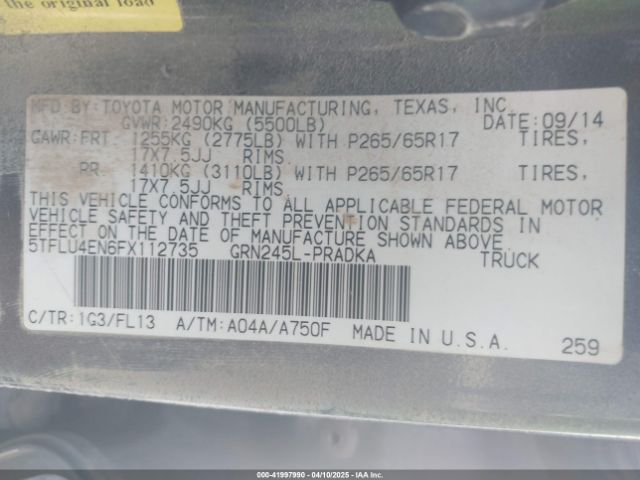 the original load
MFD BY: TOYOTA MOTOR MANUFACTURING, TEXAS, INC.
GVWR: 2490KG (5500LB) DATE: 09/14
GAWR: FRT. 1255KG (2775LB) WITH P265/65R17 TIRES,
17X7.5JJ RIMS
RR. 1410KG (3110LB) WITH P265/65R17 TIRES,
17X7.5JJ RIMS
THIS VEHICLE CONFORMS TO ALL APPLICABLE FEDERAL MOTOR
VEHICLE SAFETY AND THEFT PREVENTION STANDARDS IN
EFFECT ON THE DATE OF MANUFACTURE SHOWN ABOVE.
5TFLU4EN6FX112735 GRN245L-PRADKA TRUCK
C/TR: 1G3/FL13 A/TM: A04A/A750F MADE IN U.S.A. 259
000-41997990 - 04/10/2025 - IAAI.COM